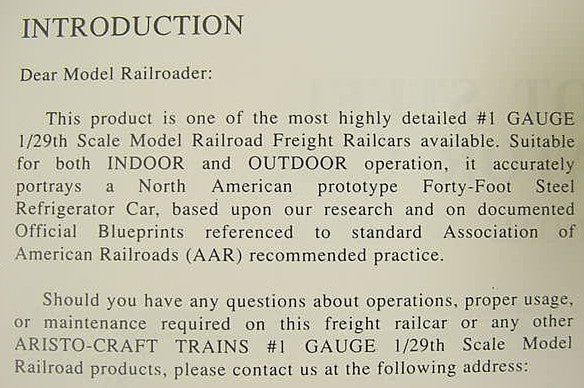 INTRODUCTION
Dear Model Railroader:
This product is one of the most highly detailed #1 GAUGE
1/29th Scale Model Railroad Freight Railcars available. Suitable
for both INDOOR and OUTDOOR operation, it accurately
portrays a North American prototype Forty-Foot Steel
Refrigerator Car, based upon our research and on documented
Official Blueprints referenced to standard Association of
American Railroads (AAR) recommended practice.
Should you have any questions about operations, proper usage,
or maintenance required on this freight railcar or any other
ARISTO-CRAFT TRAINS #1 GAUGE 1/29th Scale Model
Railroad products, please contact us at the following address: